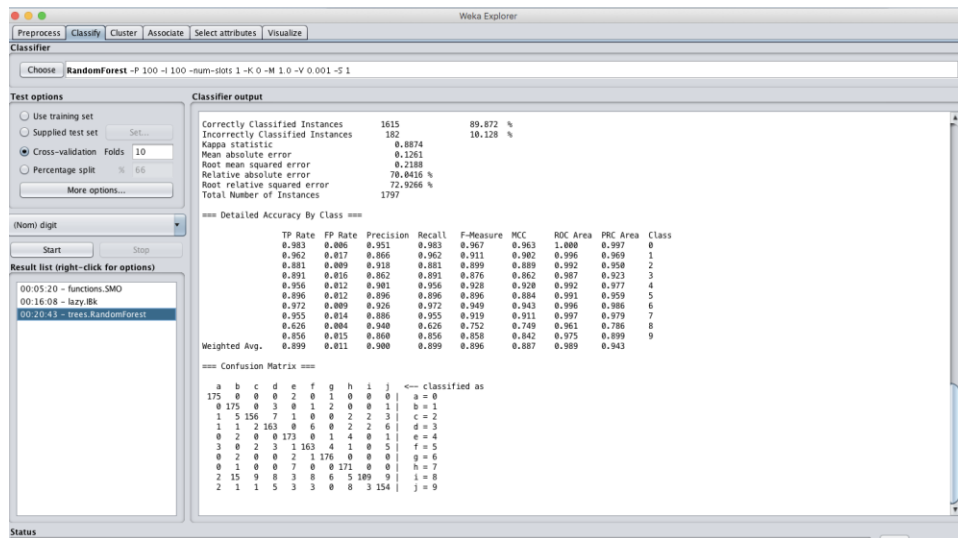 Weka Explorer
Preprocess Classify Cluster Associate Select attributes Visualize
Classifier
Choose RandomForest -P 100 -I 100 -num-slots 1 -K 0 -M 1.0 -V 0.001 -S 1
Test options
Use training set
Supplied test set Set...
Cross-validation Folds 10
Percentage split % 66
More options...
(Nom) digit
Start Stop
Result list (right-click for options)
00:05:20 - functions.SMO
00:16:08 - lazy.IBk
00:20:43 - trees.RandomForest
Classifier output
Correctly Classified Instances 1615 89.872 %
Incorrectly Classified Instances 182 10.128 %
Kappa statistic 0.8874
Mean absolute error 0.1261
Root mean squared error 0.2188
Relative absolute error 70.0416 %
Root relative squared error 72.9266 %
Total Number of Instances 1797
=== Detailed Accuracy By Class ===
TP Rate FP Rate Precision Recall F-Measure MCC ROC Area PRC Area Class
0.983 0.006 0.951 0.983 0.967 0.963 1.000 0.997 0
0.962 0.017 0.866 0.962 0.911 0.902 0.996 0.969 1
0.881 0.009 0.918 0.881 0.899 0.889 0.992 0.950 2
0.891 0.016 0.862 0.891 0.876 0.862 0.987 0.923 3
0.956 0.012 0.901 0.956 0.928 0.920 0.992 0.977 4
0.896 0.012 0.896 0.896 0.896 0.884 0.991 0.959 5
0.972 0.009 0.926 0.972 0.949 0.943 0.996 0.986 6
0.955 0.014 0.886 0.955 0.919 0.911 0.997 0.979 7
0.626 0.004 0.940 0.626 0.752 0.749 0.961 0.786 8
0.856 0.015 0.860 0.856 0.858 0.842 0.975 0.899 9
Weighted Avg. 0.899 0.011 0.900 0.899 0.896 0.887 0.989 0.943
=== Confusion Matrix ===
a b c d e f g h i j <-- classified as
175 0 0 0 2 0 1 0 0 0 | a = 0
0 175 0 3 0 1 2 0 0 1 | b = 1
1 5 156 7 1 0 0 2 2 3 | c = 2
1 1 2 163 0 6 0 2 2 6 | d = 3
0 2 0 0 173 0 1 4 0 1 | e = 4
3 0 2 3 1 163 4 1 0 5 | f = 5
0 2 0 0 2 1 176 0 0 0 | g = 6
0 1 0 0 7 0 0 171 0 0 | h = 7
2 15 9 8 3 8 6 5 109 9 | i = 8
2 1 1 5 3 3 0 8 3 154 | j = 9
Status